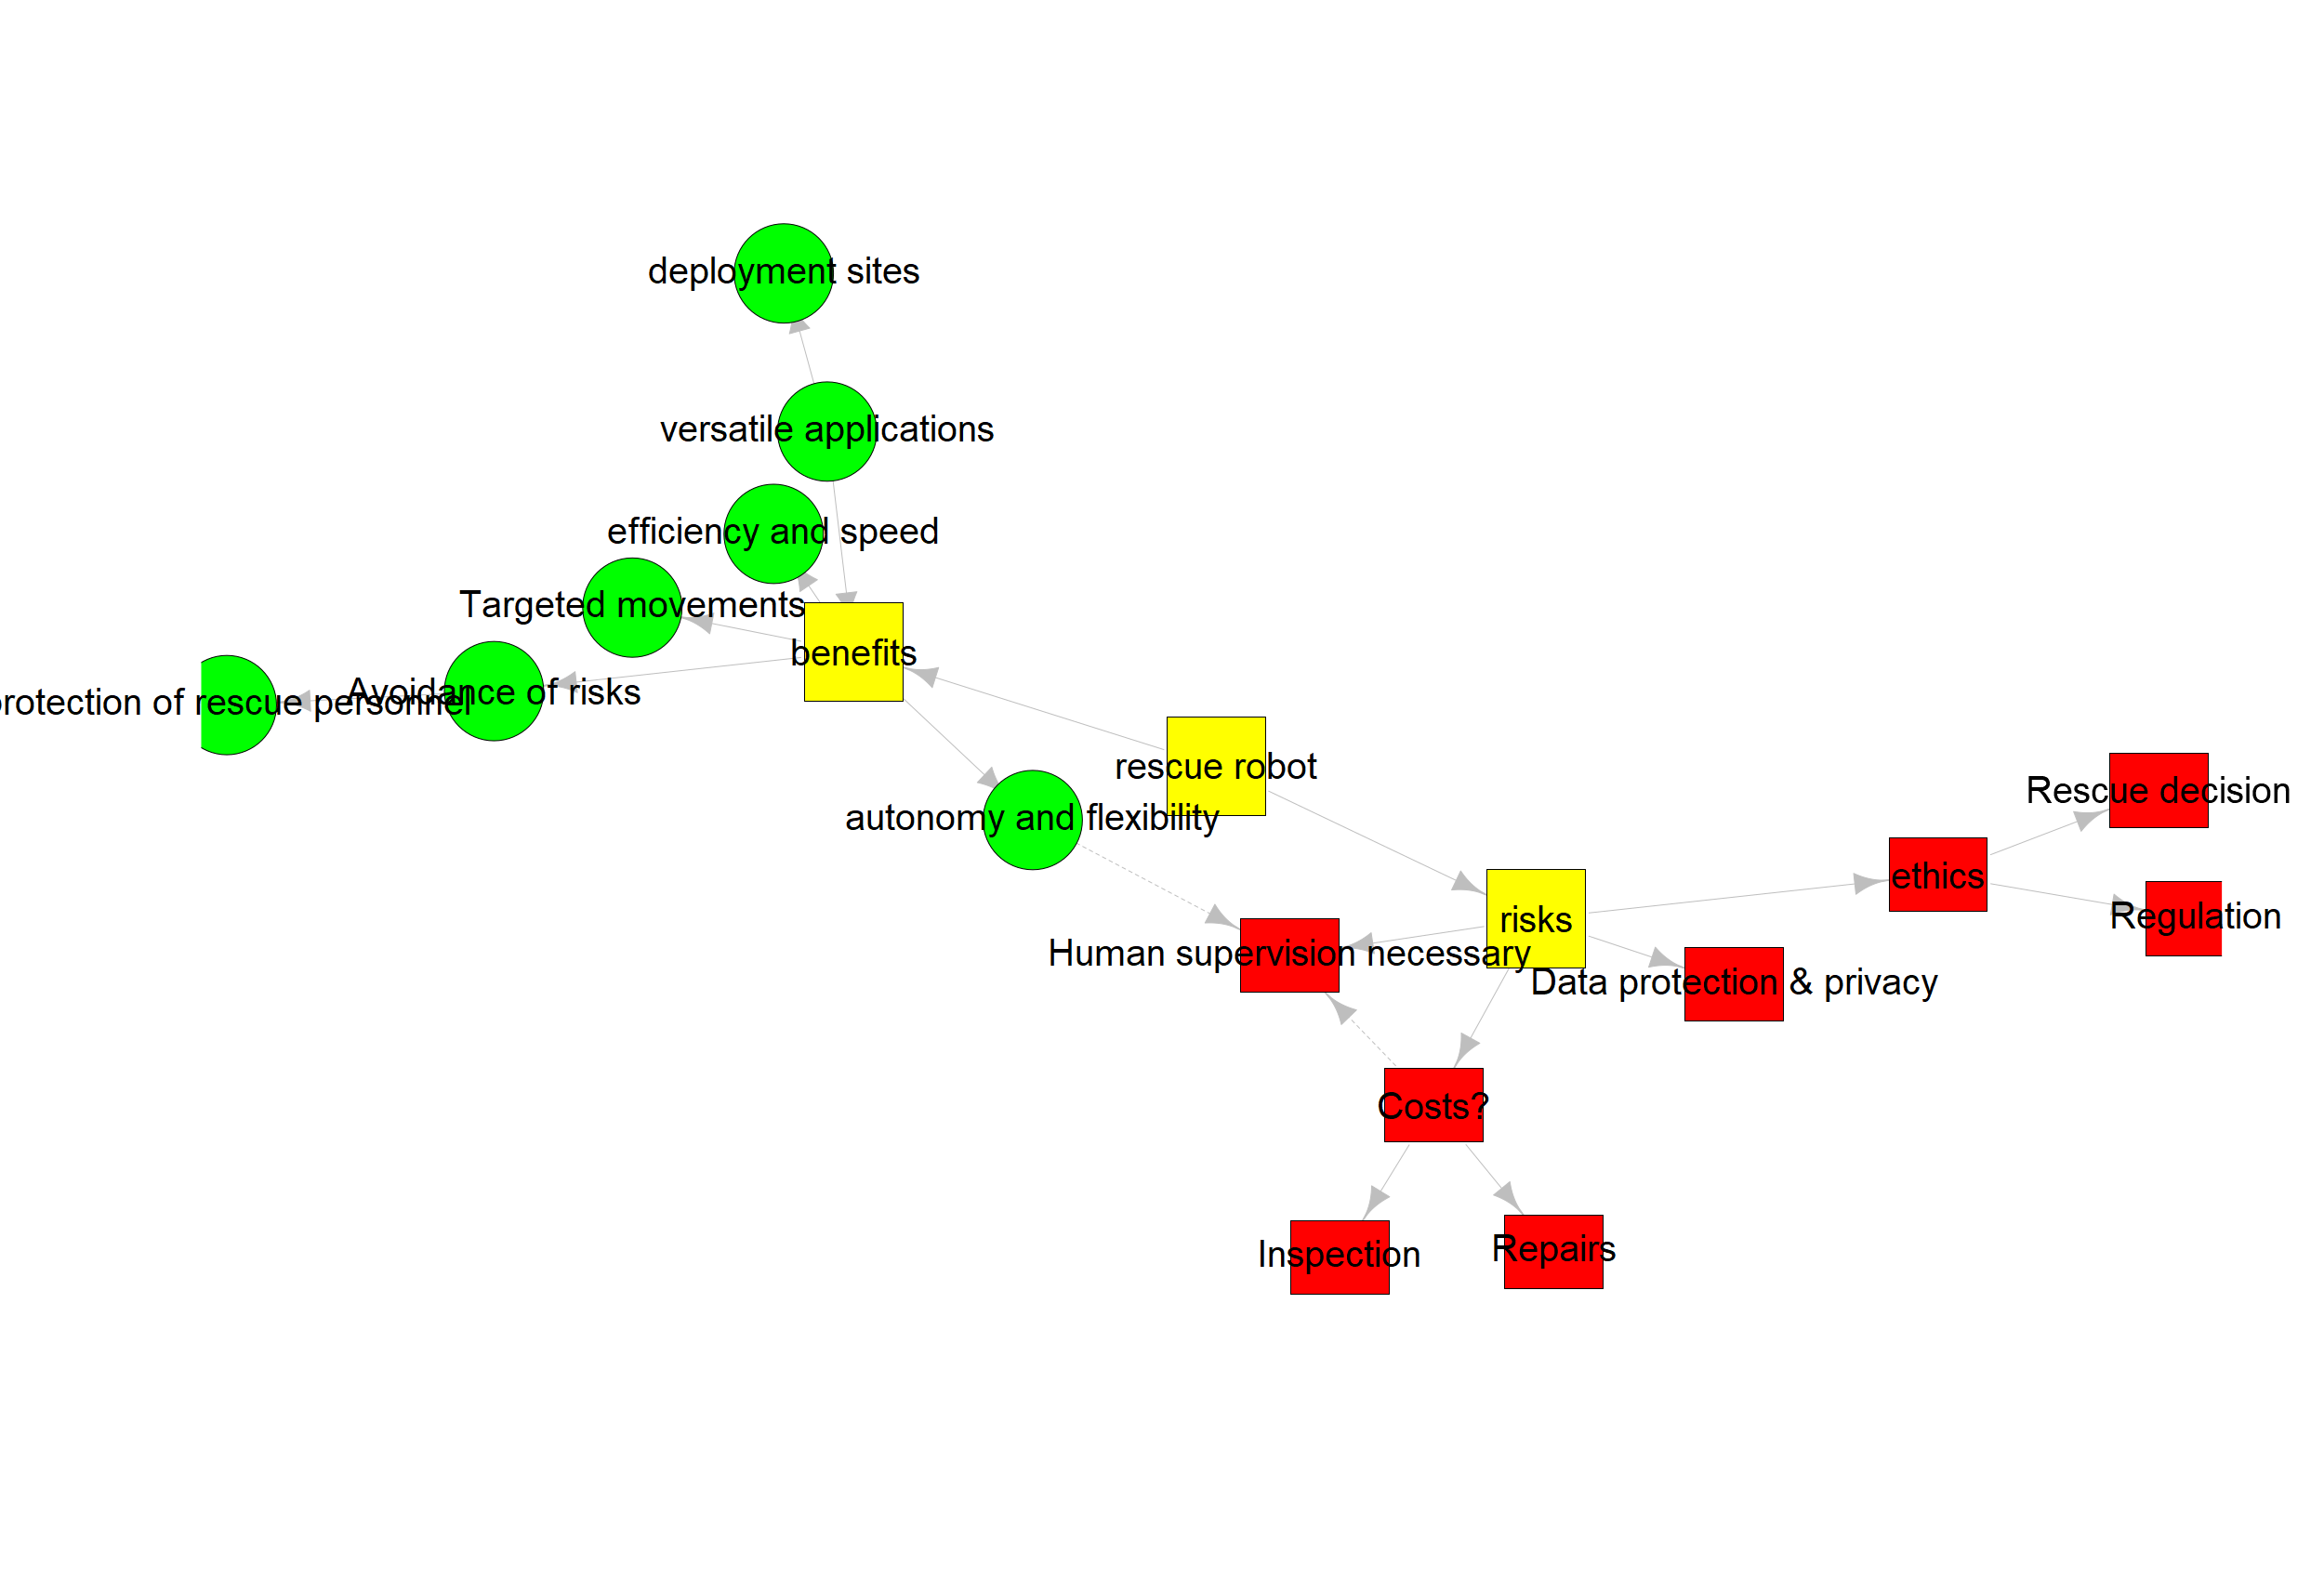 deployment sites
versatile applications
efficiency and speed
Targeted movements
benefits
Avoidance of risks
rotection of rescue personnel
rescue robot
autonomy and flexibility
Rescue decision
ethics
Regulation
risks
Human supervision necessary
Data protection & privacy
Costs?
Inspection
Repairs